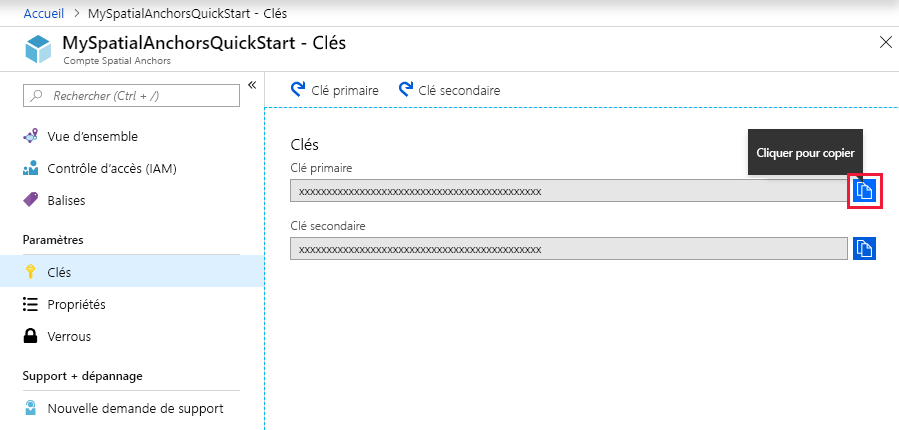 Accueil > MySpatialAnchorsQuickStart - Clés
MySpatialAnchorsQuickStart - Clés
Compte Spatial Anchors
Rechercher (Ctrl + /)
Vue d’ensemble
Contrôle d’accès (IAM)
Balises
Paramètres
Clés
Propriétés
Verrous
Support + dépannage
Nouvelle demande de support
Clé primaire
Clé secondaire
Clés
Cliquer pour copier
Clé primaire
xxxxxxxxxxxxxxxxxxxxxxxxxxxxxxxxxxxxxxxxxxxx
Clé secondaire
xxxxxxxxxxxxxxxxxxxxxxxxxxxxxxxxxxxxxxxxxxxx